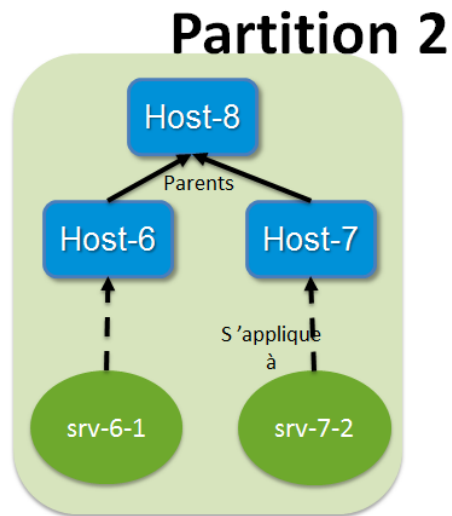 Partition 2
Host-8
Parents
Host-6
Host-7
S ’applique
à
srv-6-1
srv-7-2